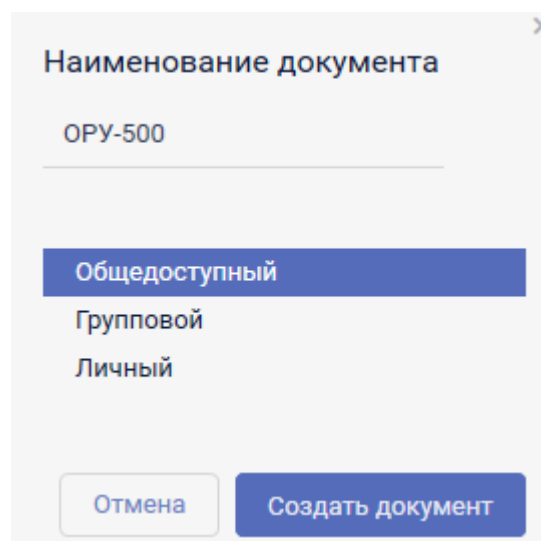 Наименование документа
ОРУ-500
Общедоступный
Групповой
Личный
Отмена
Создать документ